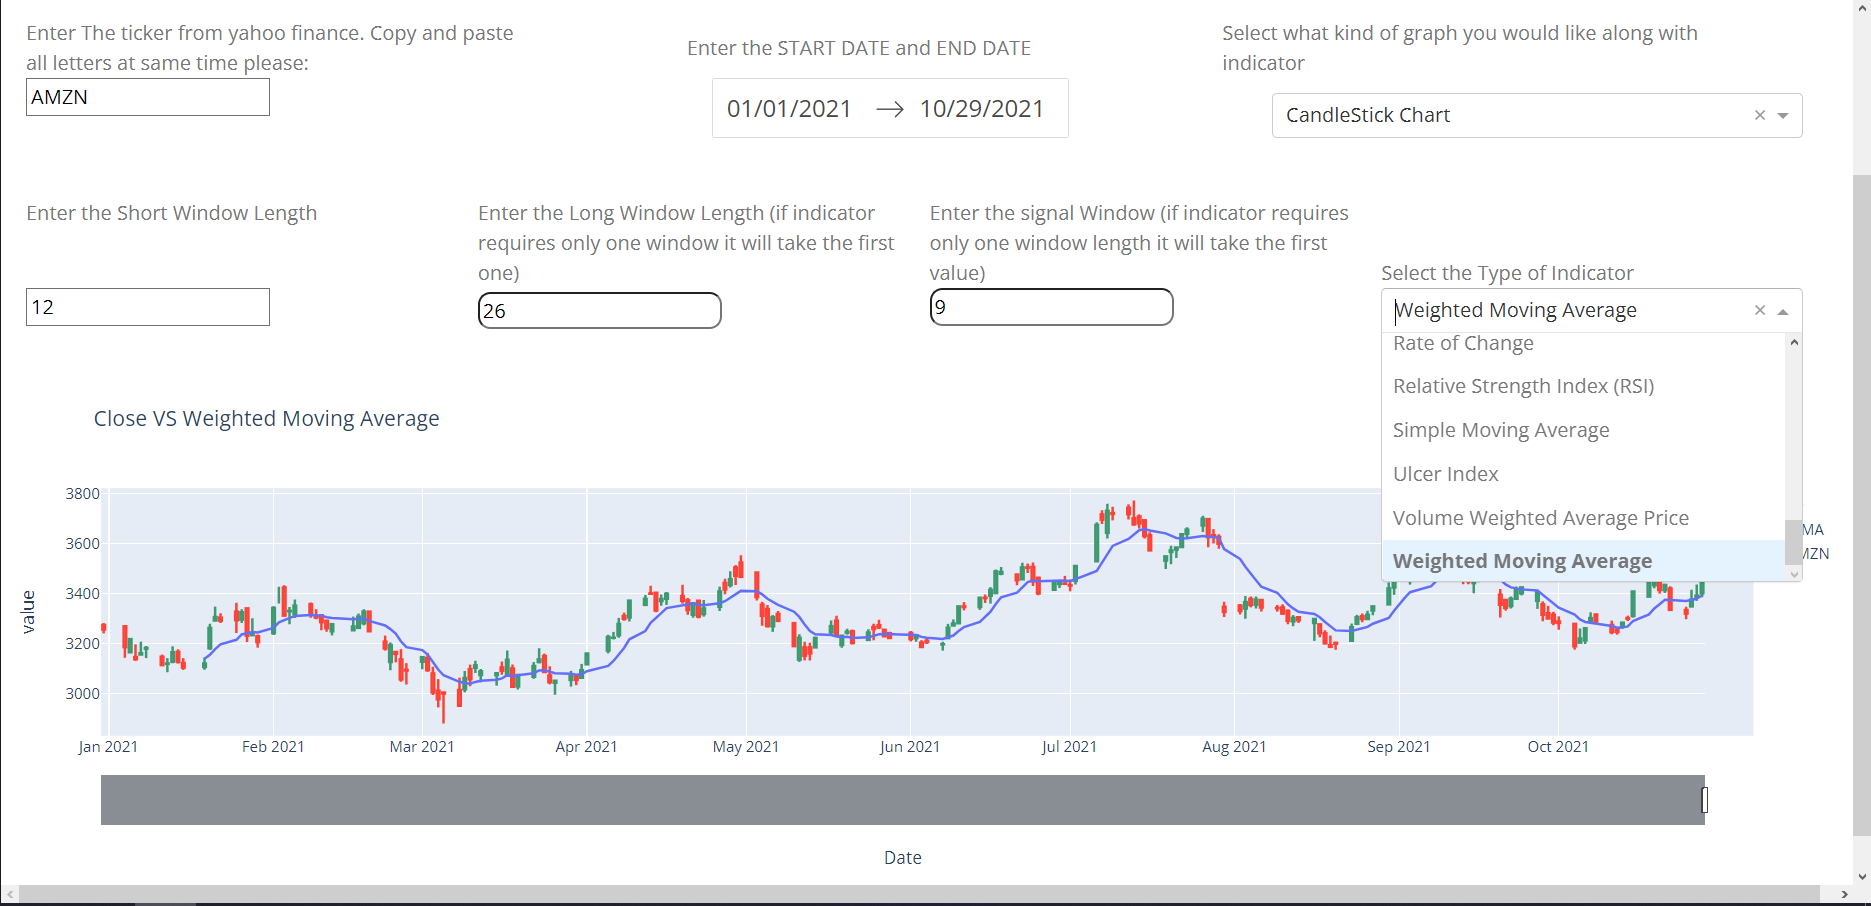 Enter The ticker from yahoo finance. Copy and paste
all letters at same time please:
AMZN
Enter the START DATE and END DATE
01/01/2021 → 10/29/2021
Select what kind of graph you would like along with
indicator
CandleStick Chart
Enter the Short Window Length
12
Enter the Long Window Length (if indicator
requires only one window it will take the first
one)
26
Enter the signal Window (if indicator requires
only one window length it will take the first
value)
9
Select the Type of Indicator
Weighted Moving Average
Rate of Change
Relative Strength Index (RSI)
Simple Moving Average
Ulcer Index
Volume Weighted Average Price
Weighted Moving Average
Close VS Weighted Moving Average
MA
MZN
value
3800
3600
3400
3200
3000
Jan 2021
Feb 2021
Mar 2021
Apr 2021
May 2021
Jun 2021
Jul 2021
Aug 2021
Sep 2021
Oct 2021
Date